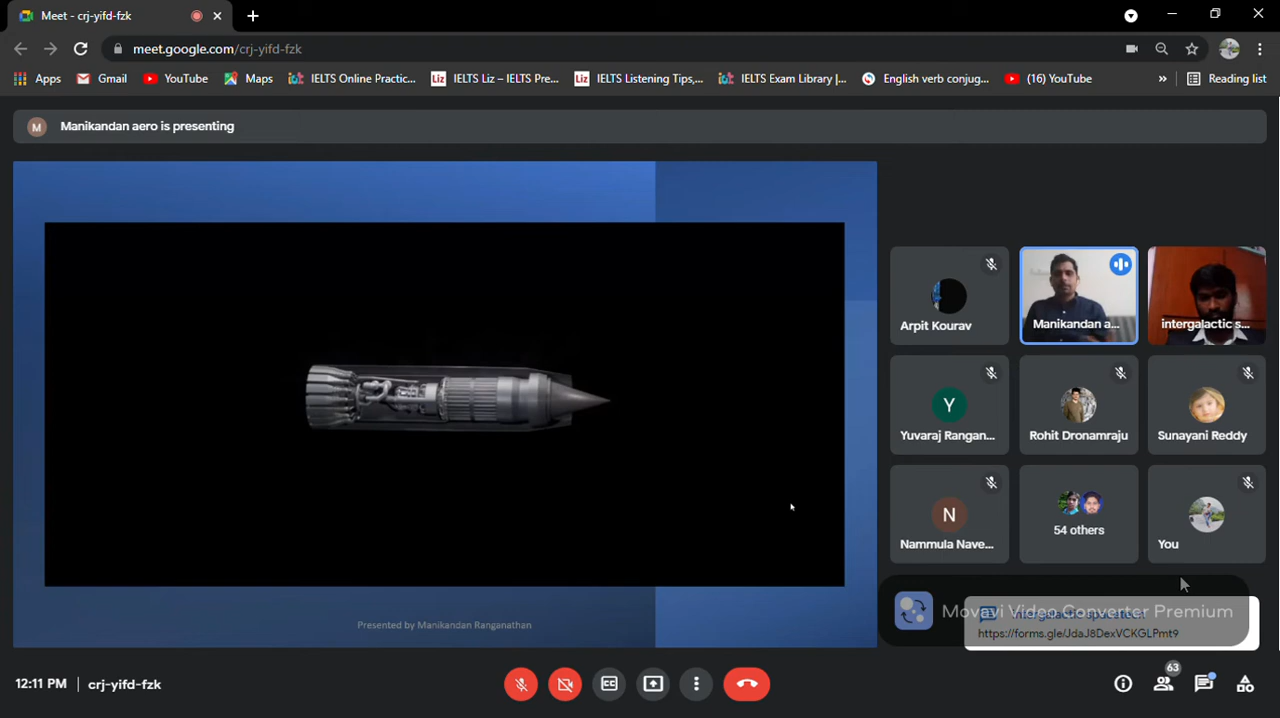 Meet - crj-yifd-fzk
meet.google.com/crj-yifd-fzk
Apps
Gmail
YouTube
Maps
IELTS Online Practic...
Liz
IELTS Liz – IELTS Pre...
Liz
IELTS Listening Tips,...
IELTS Exam Library |...
English verb conjug...
(16) YouTube
»
Reading list
M
Manikandan aero is presenting
Arpit Kourav
Manikandan a...
intergalactic s...
Y
Yuvaraj Rangan...
Rohit Dronamraju
Sunayani Reddy
N
Nammula Nave...
54 others
You
Movavi Video Converter Premium
https://forms.gle/JdaJ8DexVCKGLPmt9
Presented by Manikandan Ranganathan
12:11 PM
crj-yifd-fzk
CC
63